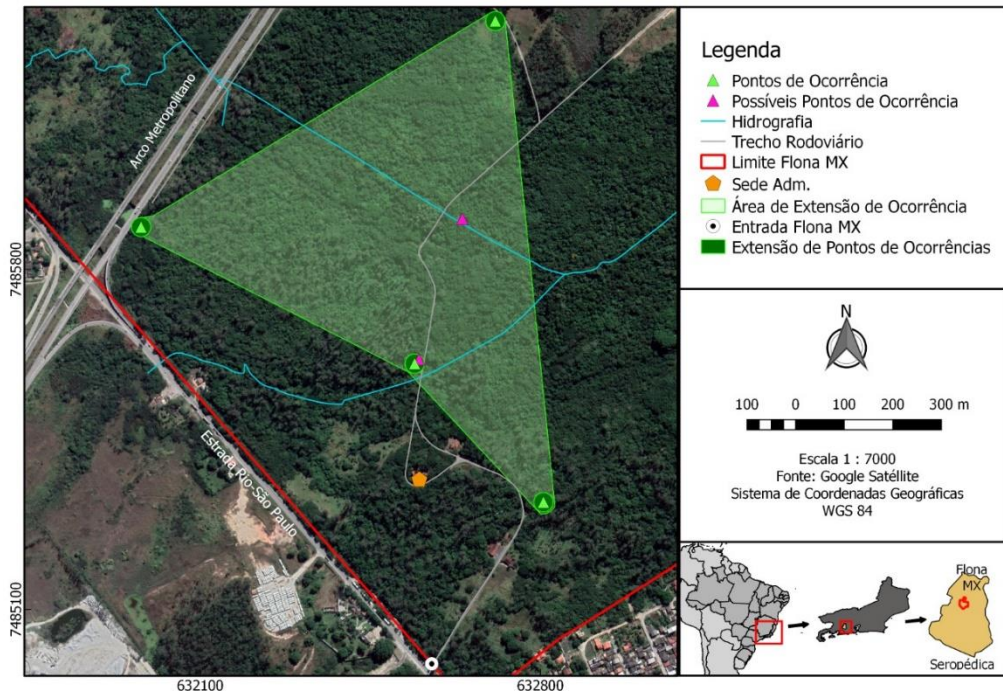 Arco Metropolitano
Estrada Rio-São Paulo
7485800
7485100
632100
632800
Legenda
Pontos de Ocorrência
Possíveis Pontos de Ocorrência
Hidrografia
Trecho Rodoviário
Limite Flona MX
Sede Adm.
Área de Extensão de Ocorrência
Entrada Flona MX
Extensão de Pontos de Ocorrências
N
100 0 100 200 300 m
Escala 1 : 7000
Fonte: Google Satéllite
Sistema de Coordenadas Geográficas
WGS 84
Flona
MX
Seropédica